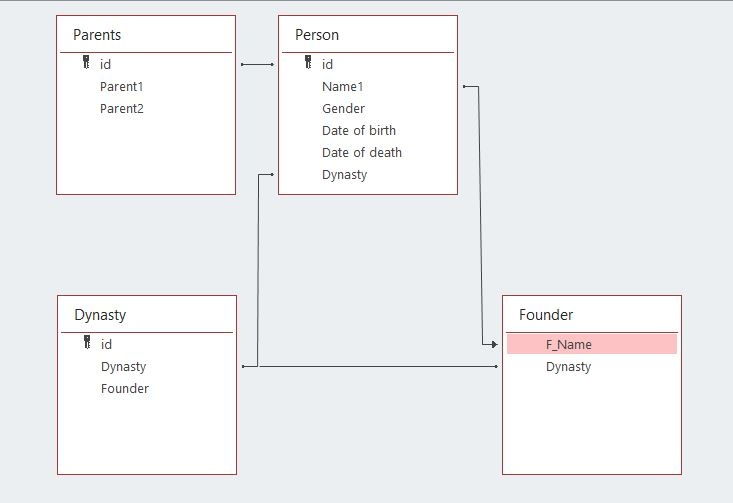 Parents
id
Parent1
Parent2
Person
id
Name1
Gender
Date of birth
Date of death
Dynasty
Dynasty
id
Dynasty
Founder
Founder
F_Name
Dynasty